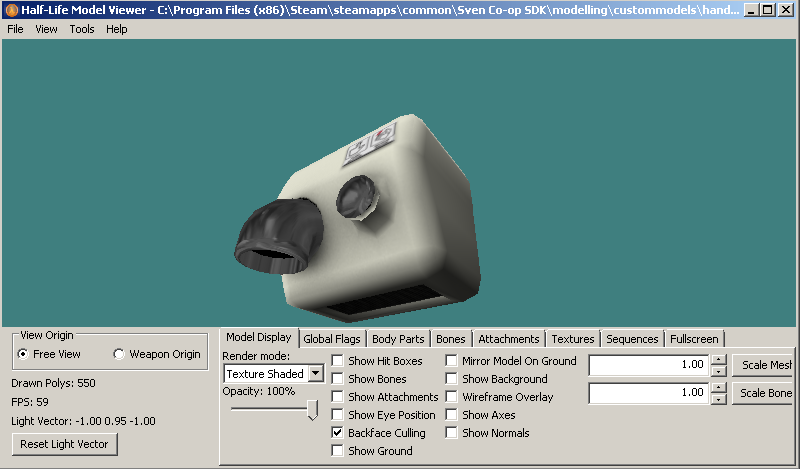 Half-Life Model Viewer - C:\Program Files (x86)\Steam\steamapps\common\Sven Co-op SDK\modelling\custommodels\hand...
File View Tools Help
View Origin
Free View Weapon Origin
Drawn Polys: 550
FPS: 59
Light Vector: -1.00 0.95 -1.00
Reset Light Vector
Model Display Global Flags Body Parts Bones Attachments Textures Sequences Fullscreen
Render mode:
Texture Shaded
Opacity: 100%
Show Hit Boxes
Show Bones
Show Attachments
Show Eye Position
Backface Culling
Show Ground
Mirror Model On Ground
Show Background
Wireframe Overlay
Show Axes
Show Normals
1.00 Scale Mesh
1.00 Scale Bone